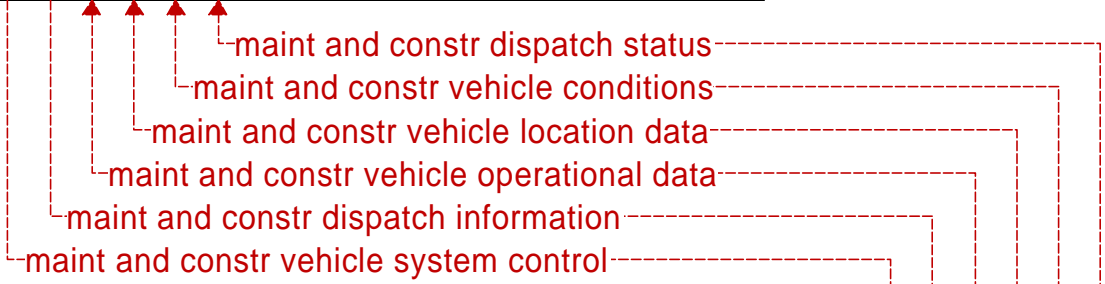 maint and constr dispatch status
maint and constr vehicle conditions
maint and constr vehicle location data
maint and constr vehicle operational data
maint and constr dispatch information
maint and constr vehicle system control